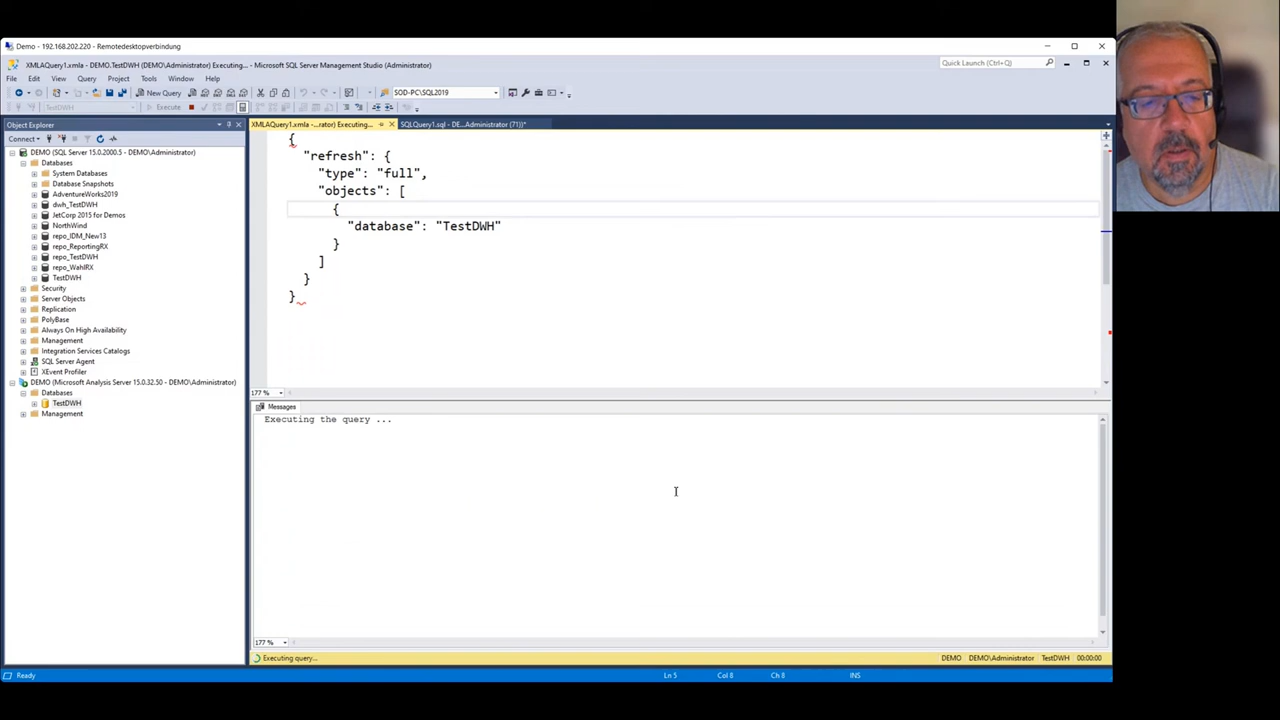 Demo - 192.168.202.220 - Remotedesktopverbindung
XMLAQuery1.xmla - DEMO.TestDWH (DEMO\Administrator) Executing... - Microsoft SQL Server Management Studio (Administrator)
Quick Launch (Ctrl+Q)
File Edit View Query Project Tools Window Help
New Query
SOD-PC\SQL2019
TestDWH
Execute
Object Explorer
XMLAQuery1.xmla -...rator) Executing...
SQLQuery1.sql - DE...Administrator (71))*
Connect
DEMO (SQL Server 15.0.2000.5 - DEMO\Administrator)
Databases
System Databases
Database Snapshots
AdventureWorks2019
dwh_TestDWH
JetCorp 2015 for Demos
NorthWind
repo_IDM_New13
repo_ReportingRX
repo_TestDWH
repo_WahlRX
TestDWH
Security
Server Objects
Replication
PolyBase
Always On High Availability
Management
Integration Services Catalogs
SQL Server Agent
XEvent Profiler
DEMO (Microsoft Analysis Server 15.0.32.50 - DEMO\Administrator)
Databases
TestDWH
Management
{
"refresh": {
"type": "full",
"objects": [
{
"database": "TestDWH"
}
]
}
}
177 %
Messages
Executing the query ...
177 %
Executing query...
DEMO
DEMO\Administrator
TestDWH
00:00:00
Ready
Ln 5
Col 8
Ch 8
INS